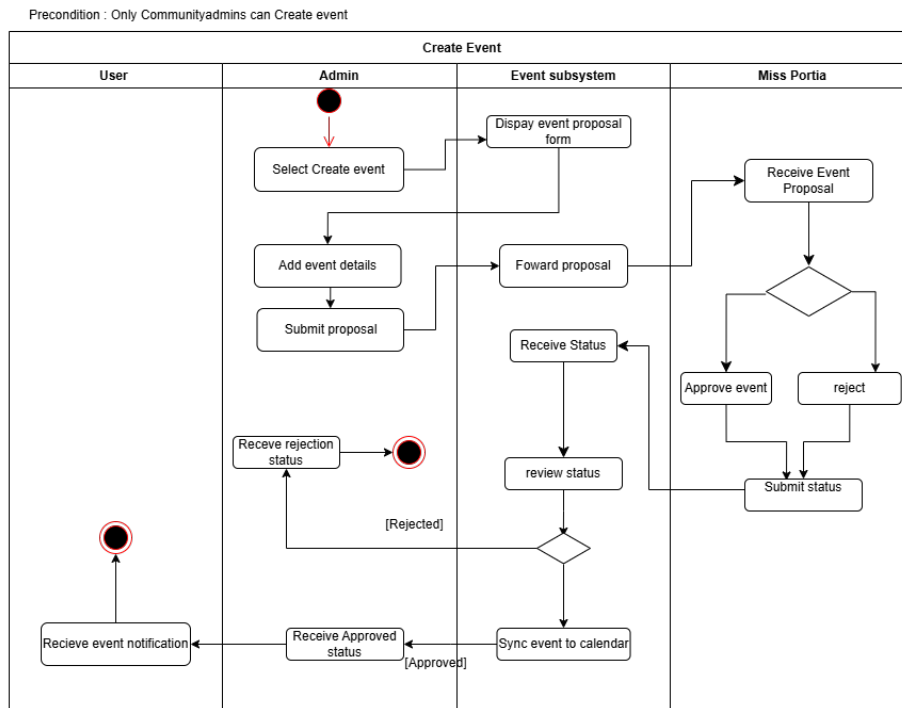 Precondition : Only Communityadmins can Create event
Create Event
User
Admin
Event subsystem
Miss Portia
Dispay event proposal
form
Select Create event
Receive Event
Proposal
Add event details
Foward proposal
Submit proposal
Receive Status
Approve event
reject
Receve rejection
status
review status
Submit status
[Rejected]
Recieve event notification
Receive Approved
status
Sync event to calendar
[Approved]